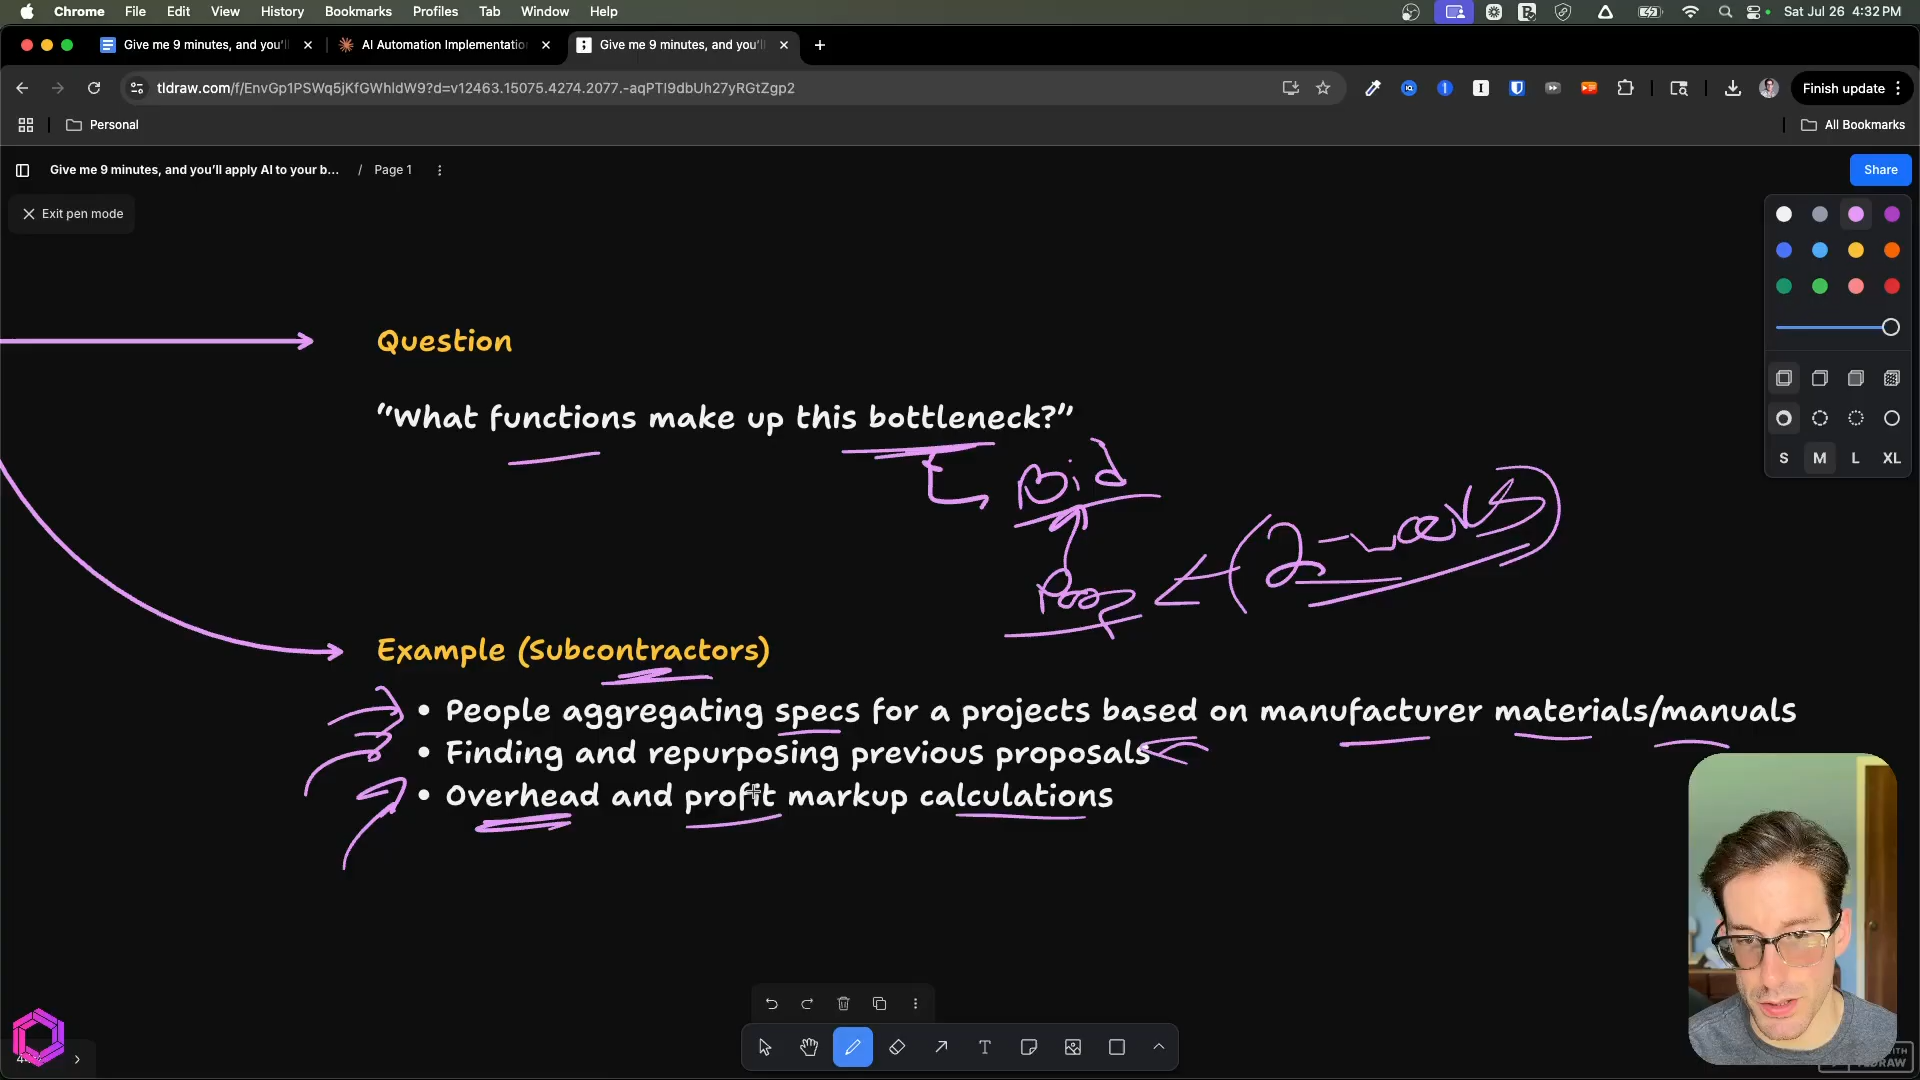 Chrome File Edit View History Bookmarks Profiles Tab Window Help Sat Jul 26 4:32 PM
Give me 9 minutes, and you'll AI Automation Implementatio Give me 9 minutes, and you'll
tldraw.com/f/EnvGp1PSWq5jKfGWhldW9?d=v12463.15075.4274.2077.-aqPTl9dbUh27yRGtZgp2 Finish update
Personal All Bookmarks
Give me 9 minutes, and you'll apply AI to your b... / Page 1 Share
Exit pen mode
Question
"What functions make up this bottleneck?"
S M L XL
Bid
(2-weeks)
Prop
Example (Subcontractors)
• People aggregating specs for a projects based on manufacturer materials/manuals
• Finding and repurposing previous proposals
• Overhead and profit markup calculations